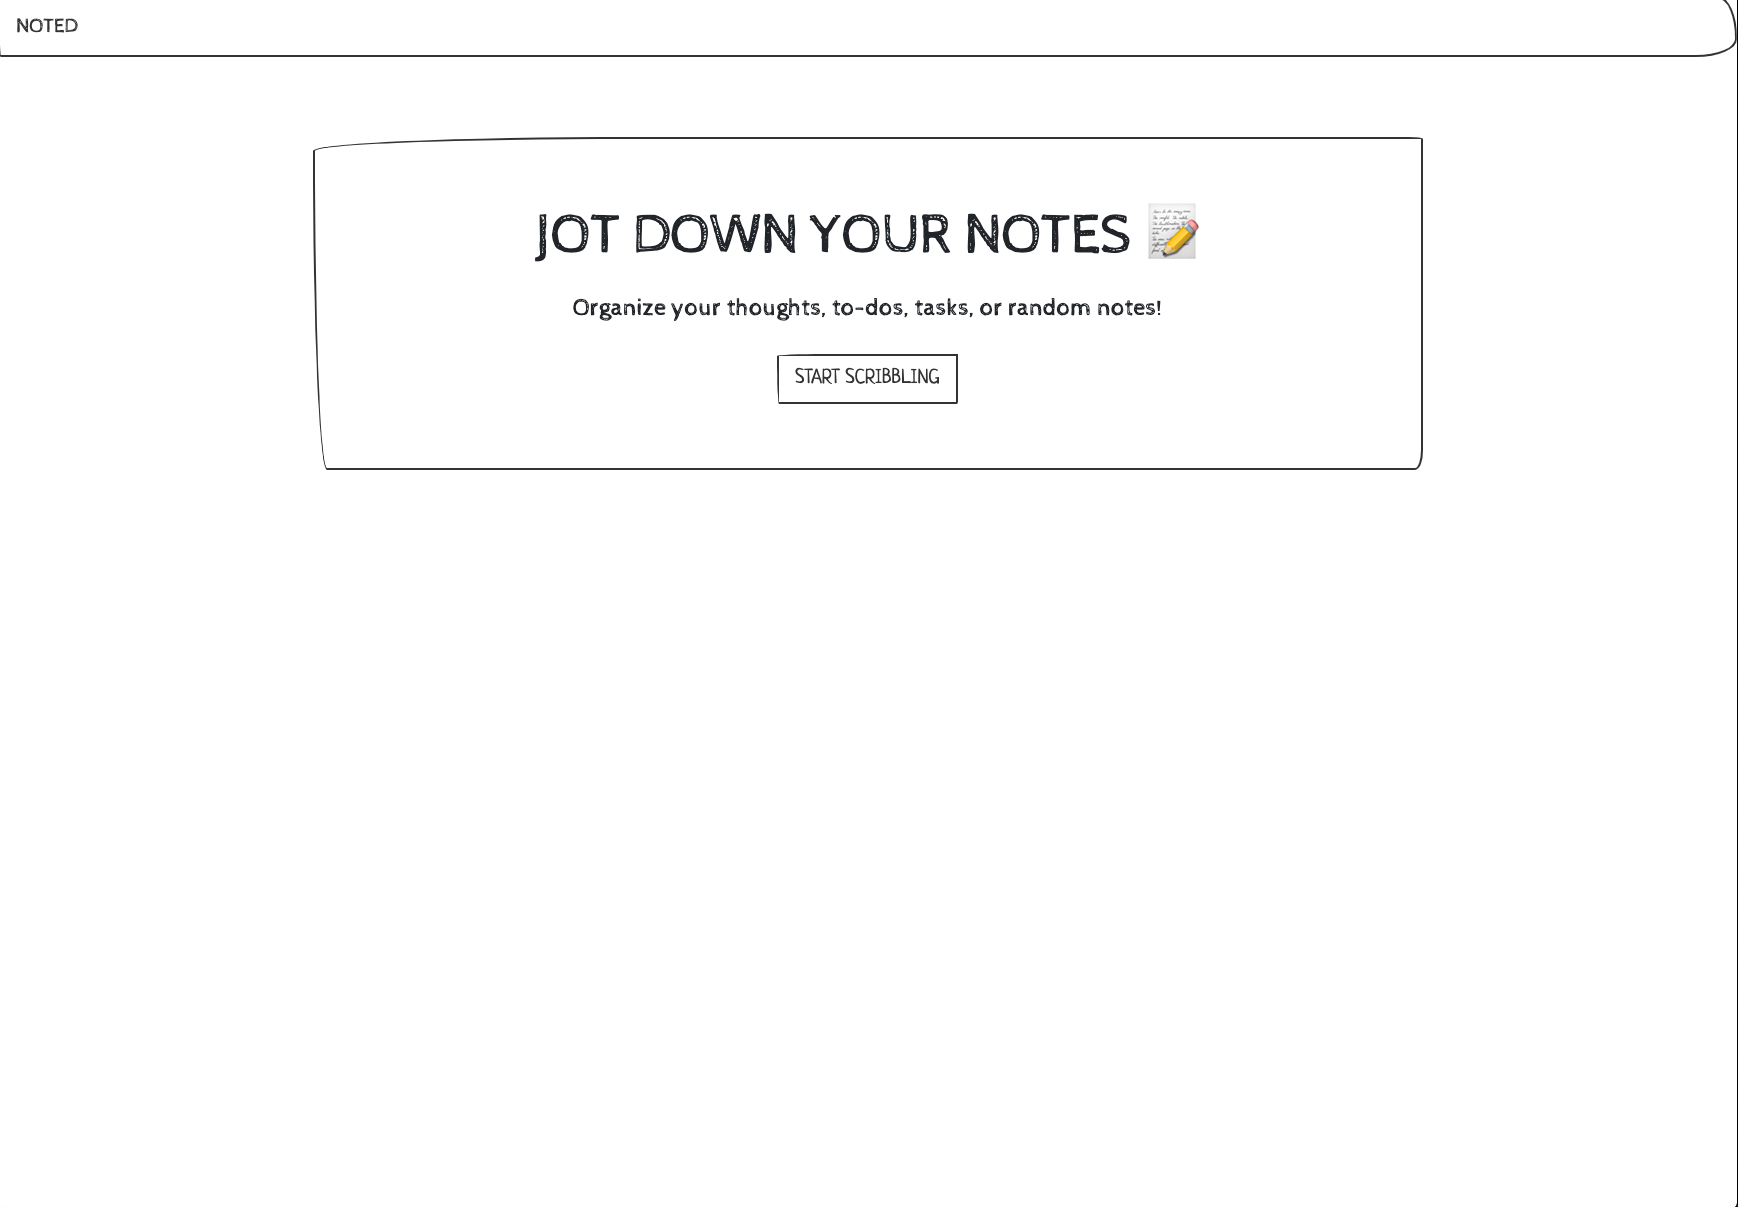 NOTED
JOT DOWN YOUR NOTES 📝
Organize your thoughts, to-dos, tasks, or random notes!
START SCRIBBLING